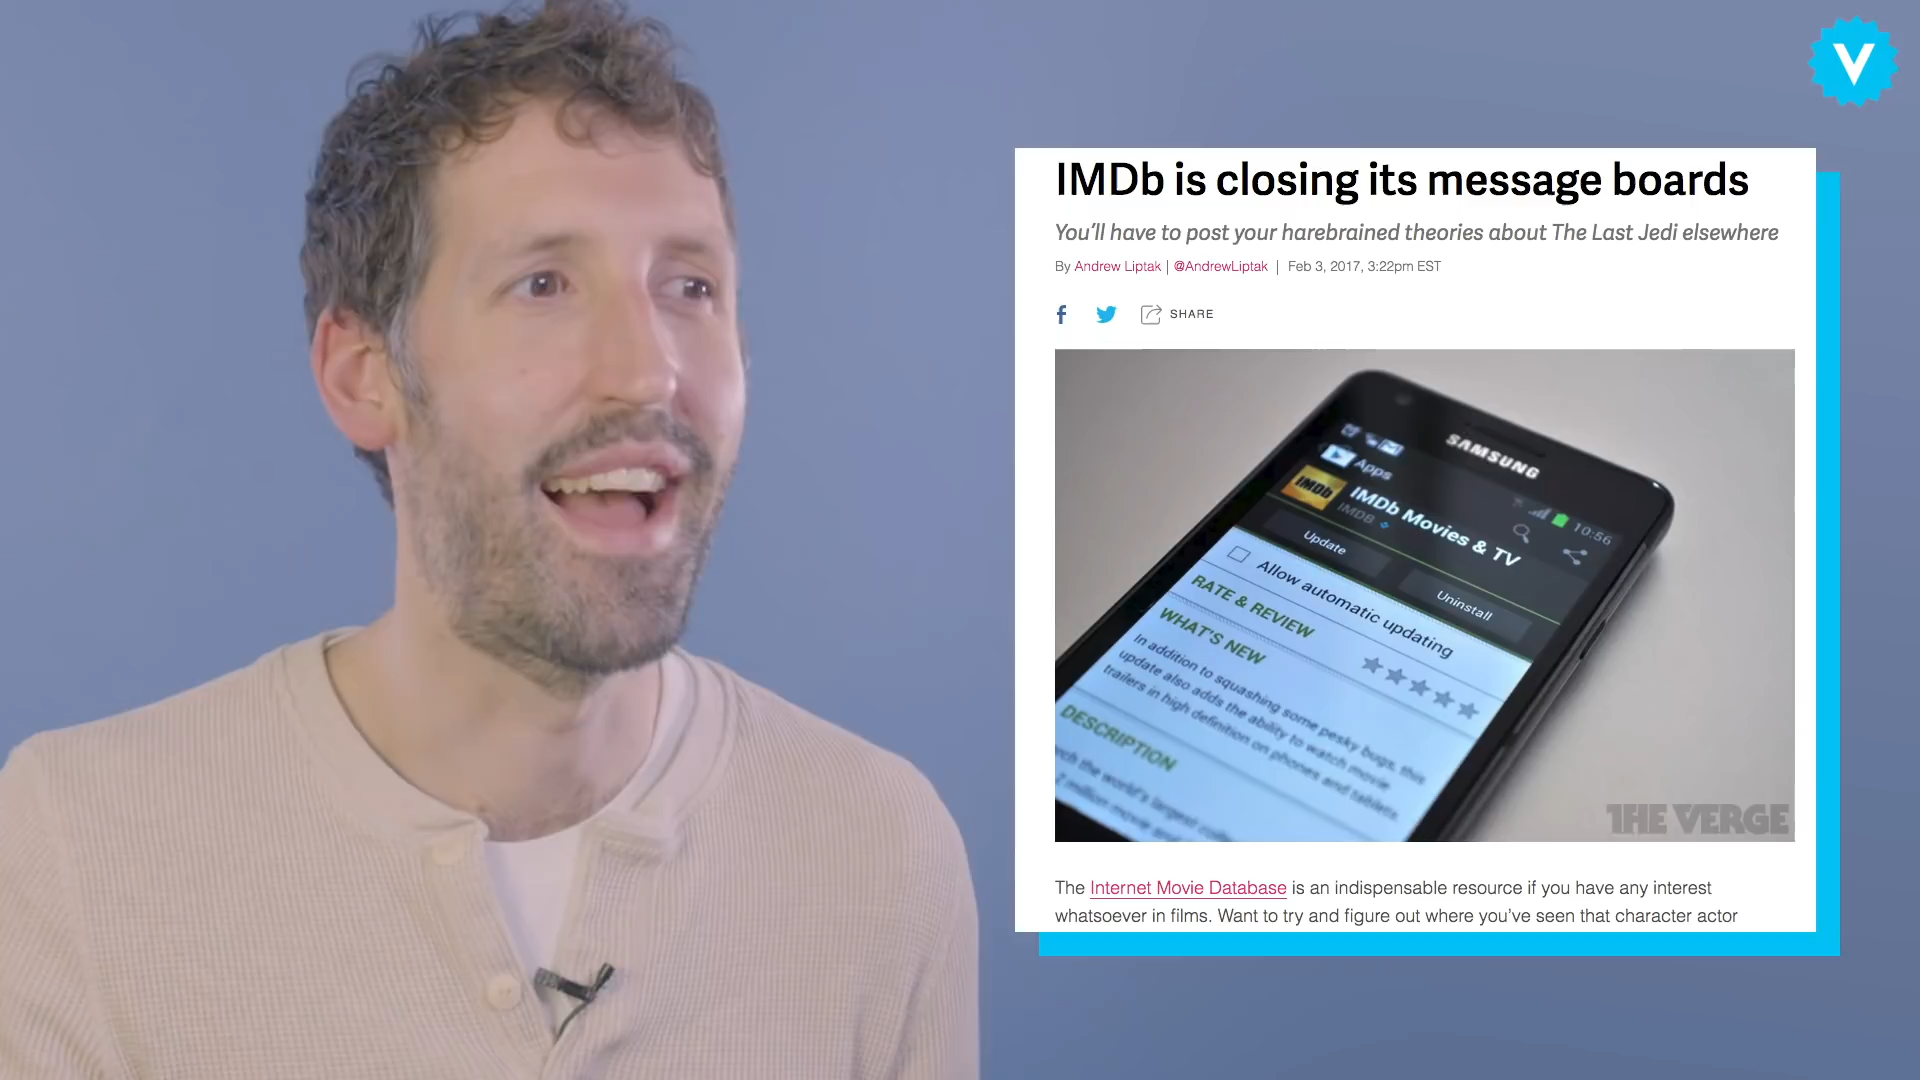 V
IMDb is closing its message boards
You'll have to post your harebrained theories about The Last Jedi elsewhere
By Andrew Liptak | @AndrewLiptak | Feb 3, 2017, 3:22pm EST
f SHARE
SAMSUNG
Apps
10:56
IMDb IMDb Movies & TV
IMDB
Update
Uninstall
Allow automatic updating
RATE & REVIEW
WHAT'S NEW
In addition to squashing some pesky bugs, this
update also adds the ability to watch movie
trailers in high definition on phones and tablets.
DESCRIPTION
THE VERGE
The Internet Movie Database is an indispensable resource if you have any interest
whatsoever in films. Want to try and figure out where you've seen that character actor